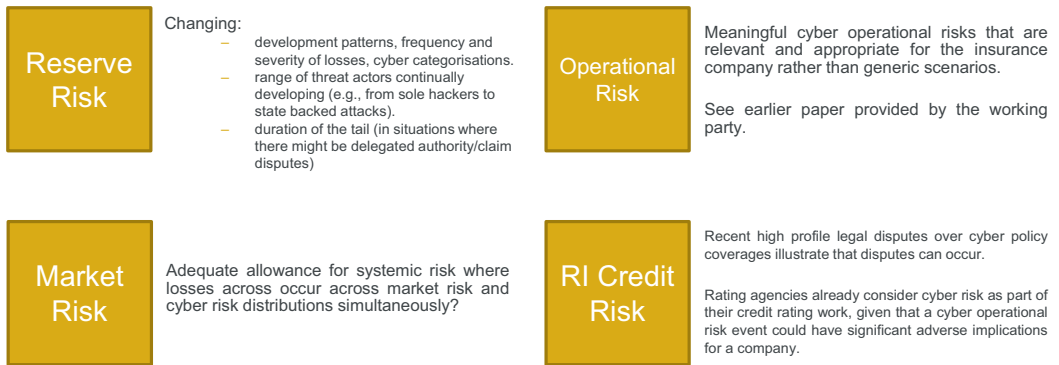 Reserve
Risk
Changing:
– development patterns, frequency and
severity of losses, cyber categorisations.
– range of threat actors continually
developing (e.g., from sole hackers to
state backed attacks).
– duration of the tail (in situations where
there might be delegated authority/claim
disputes)
Operational
Risk
Meaningful cyber operational risks that are
relevant and appropriate for the insurance
company rather than generic scenarios.
See earlier paper provided by the working
party.
Market
Risk
Adequate allowance for systemic risk where
losses across occur across market risk and
cyber risk distributions simultaneously?
RI Credit
Risk
Recent high profile legal disputes over cyber policy
coverages illustrate that disputes can occur.
Rating agencies already consider cyber risk as part of
their credit rating work, given that a cyber operational
risk event could have significant adverse implications
for a company.